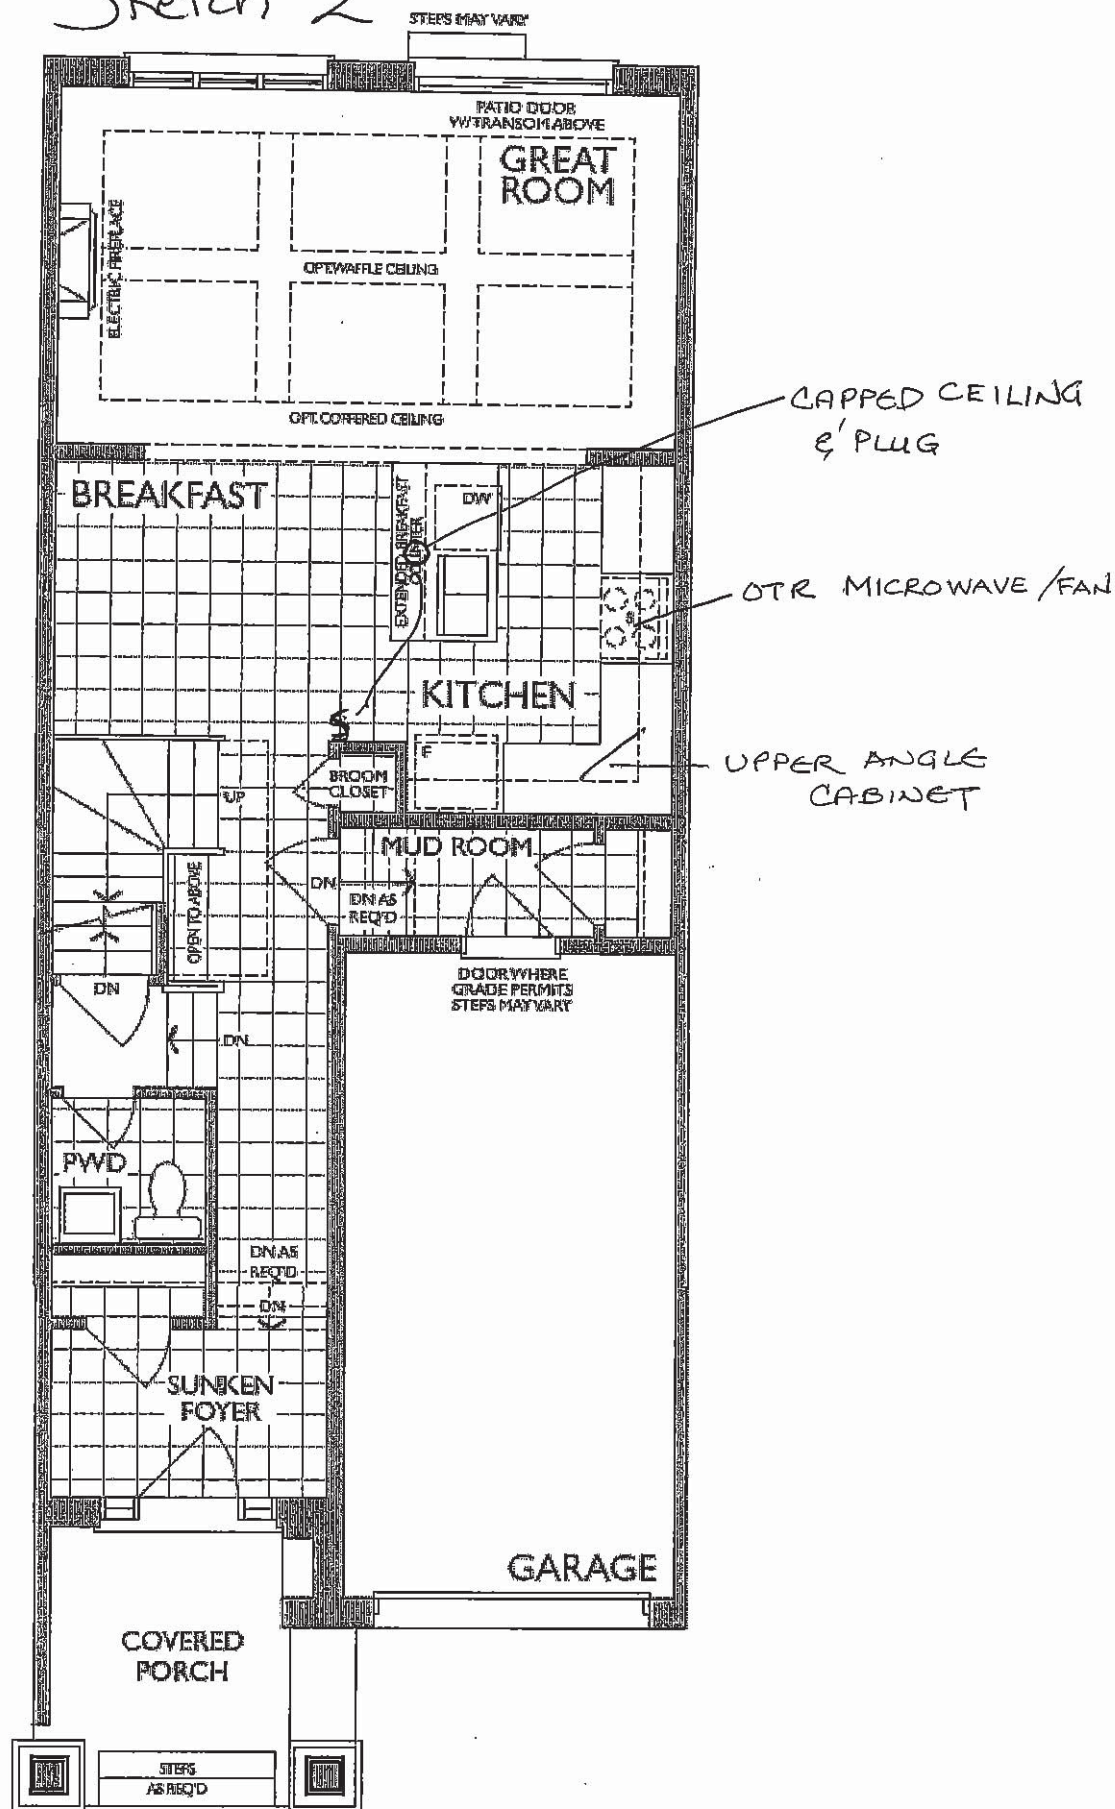 Sketch 2
STEPS MAY VARY
PATIO DOOR
W/TRANSOM ABOVE
GREAT
ROOM
ELECTRIC FIREPLACE
OPT. WAFFLE CEILING
OPT. COFFERED CEILING
CAPPED CEILING
& PLUG
BREAKFAST
EXTENDED BREAKFAST
COUNTER
DW
OTR MICROWAVE/FAN
KITCHEN
$
F
BROOM
CLOSET
UPPER ANGLE
CABINET
UP
MUD ROOM
DN
DN AS
REQ'D
OPEN TO ABOVE
DOOR WHERE
GRADE PERMITS
STEPS MAY VARY
DN
DN
PWD
DN AS
REQ'D
DN
SUNKEN
FOYER
GARAGE
COVERED
PORCH
STEPS
AS REQ'D